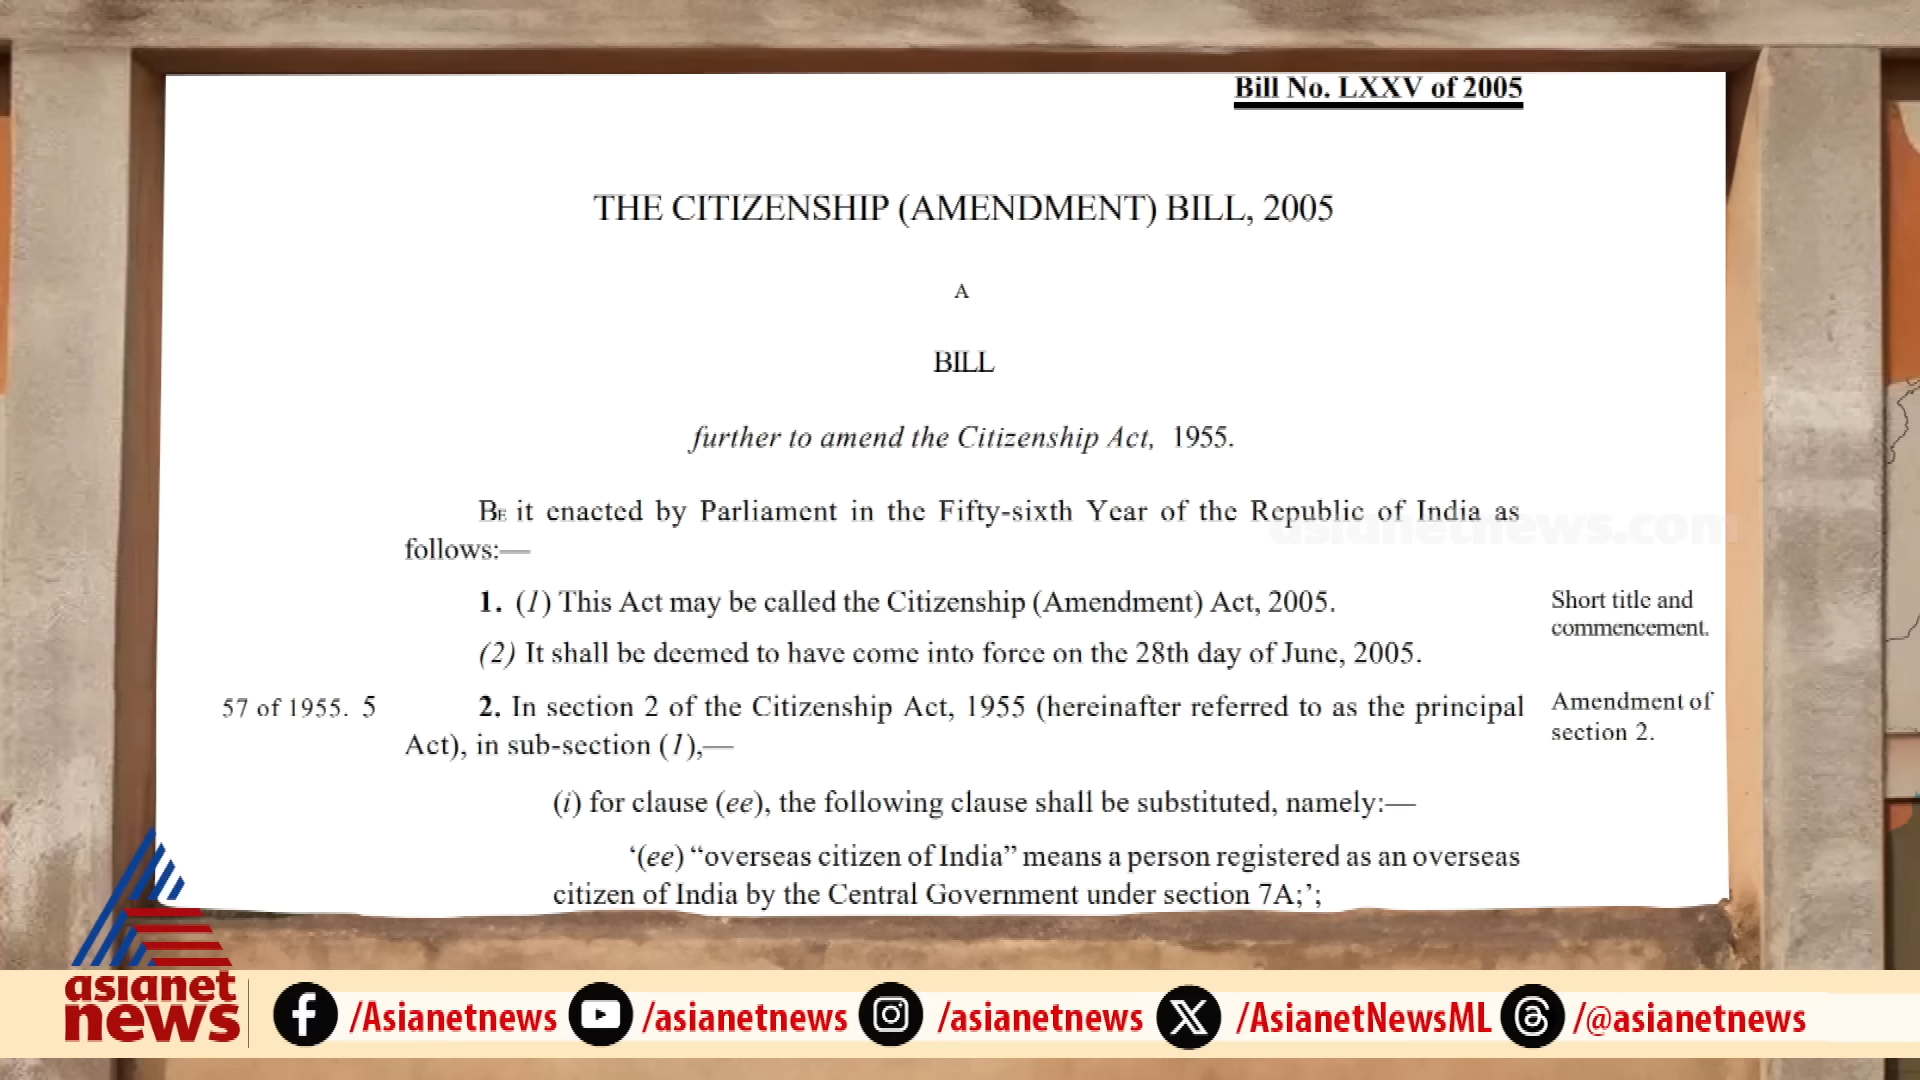 Bill No. LXXV of 2005
THE CITIZENSHIP (AMENDMENT) BILL, 2005
A
BILL
further to amend the Citizenship Act, 1955.
BE it enacted by Parliament in the Fifty-sixth Year of the Republic of India as
follows:—
1. (1) This Act may be called the Citizenship (Amendment) Act, 2005.
Short title and
commencement.
(2) It shall be deemed to have come into force on the 28th day of June, 2005.
57 of 1955. 5
2. In section 2 of the Citizenship Act, 1955 (hereinafter referred to as the principal
Act), in sub-section (1),—
Amendment of
section 2.
(i) for clause (ee), the following clause shall be substituted, namely:—
‘(ee) “overseas citizen of India” means a person registered as an overseas
citizen of India by the Central Government under section 7A;’;
asianetnews.com
asianet
news
/Asianetnews
/asianetnews
/asianetnews
/AsianetNewsML
/@asianetnews